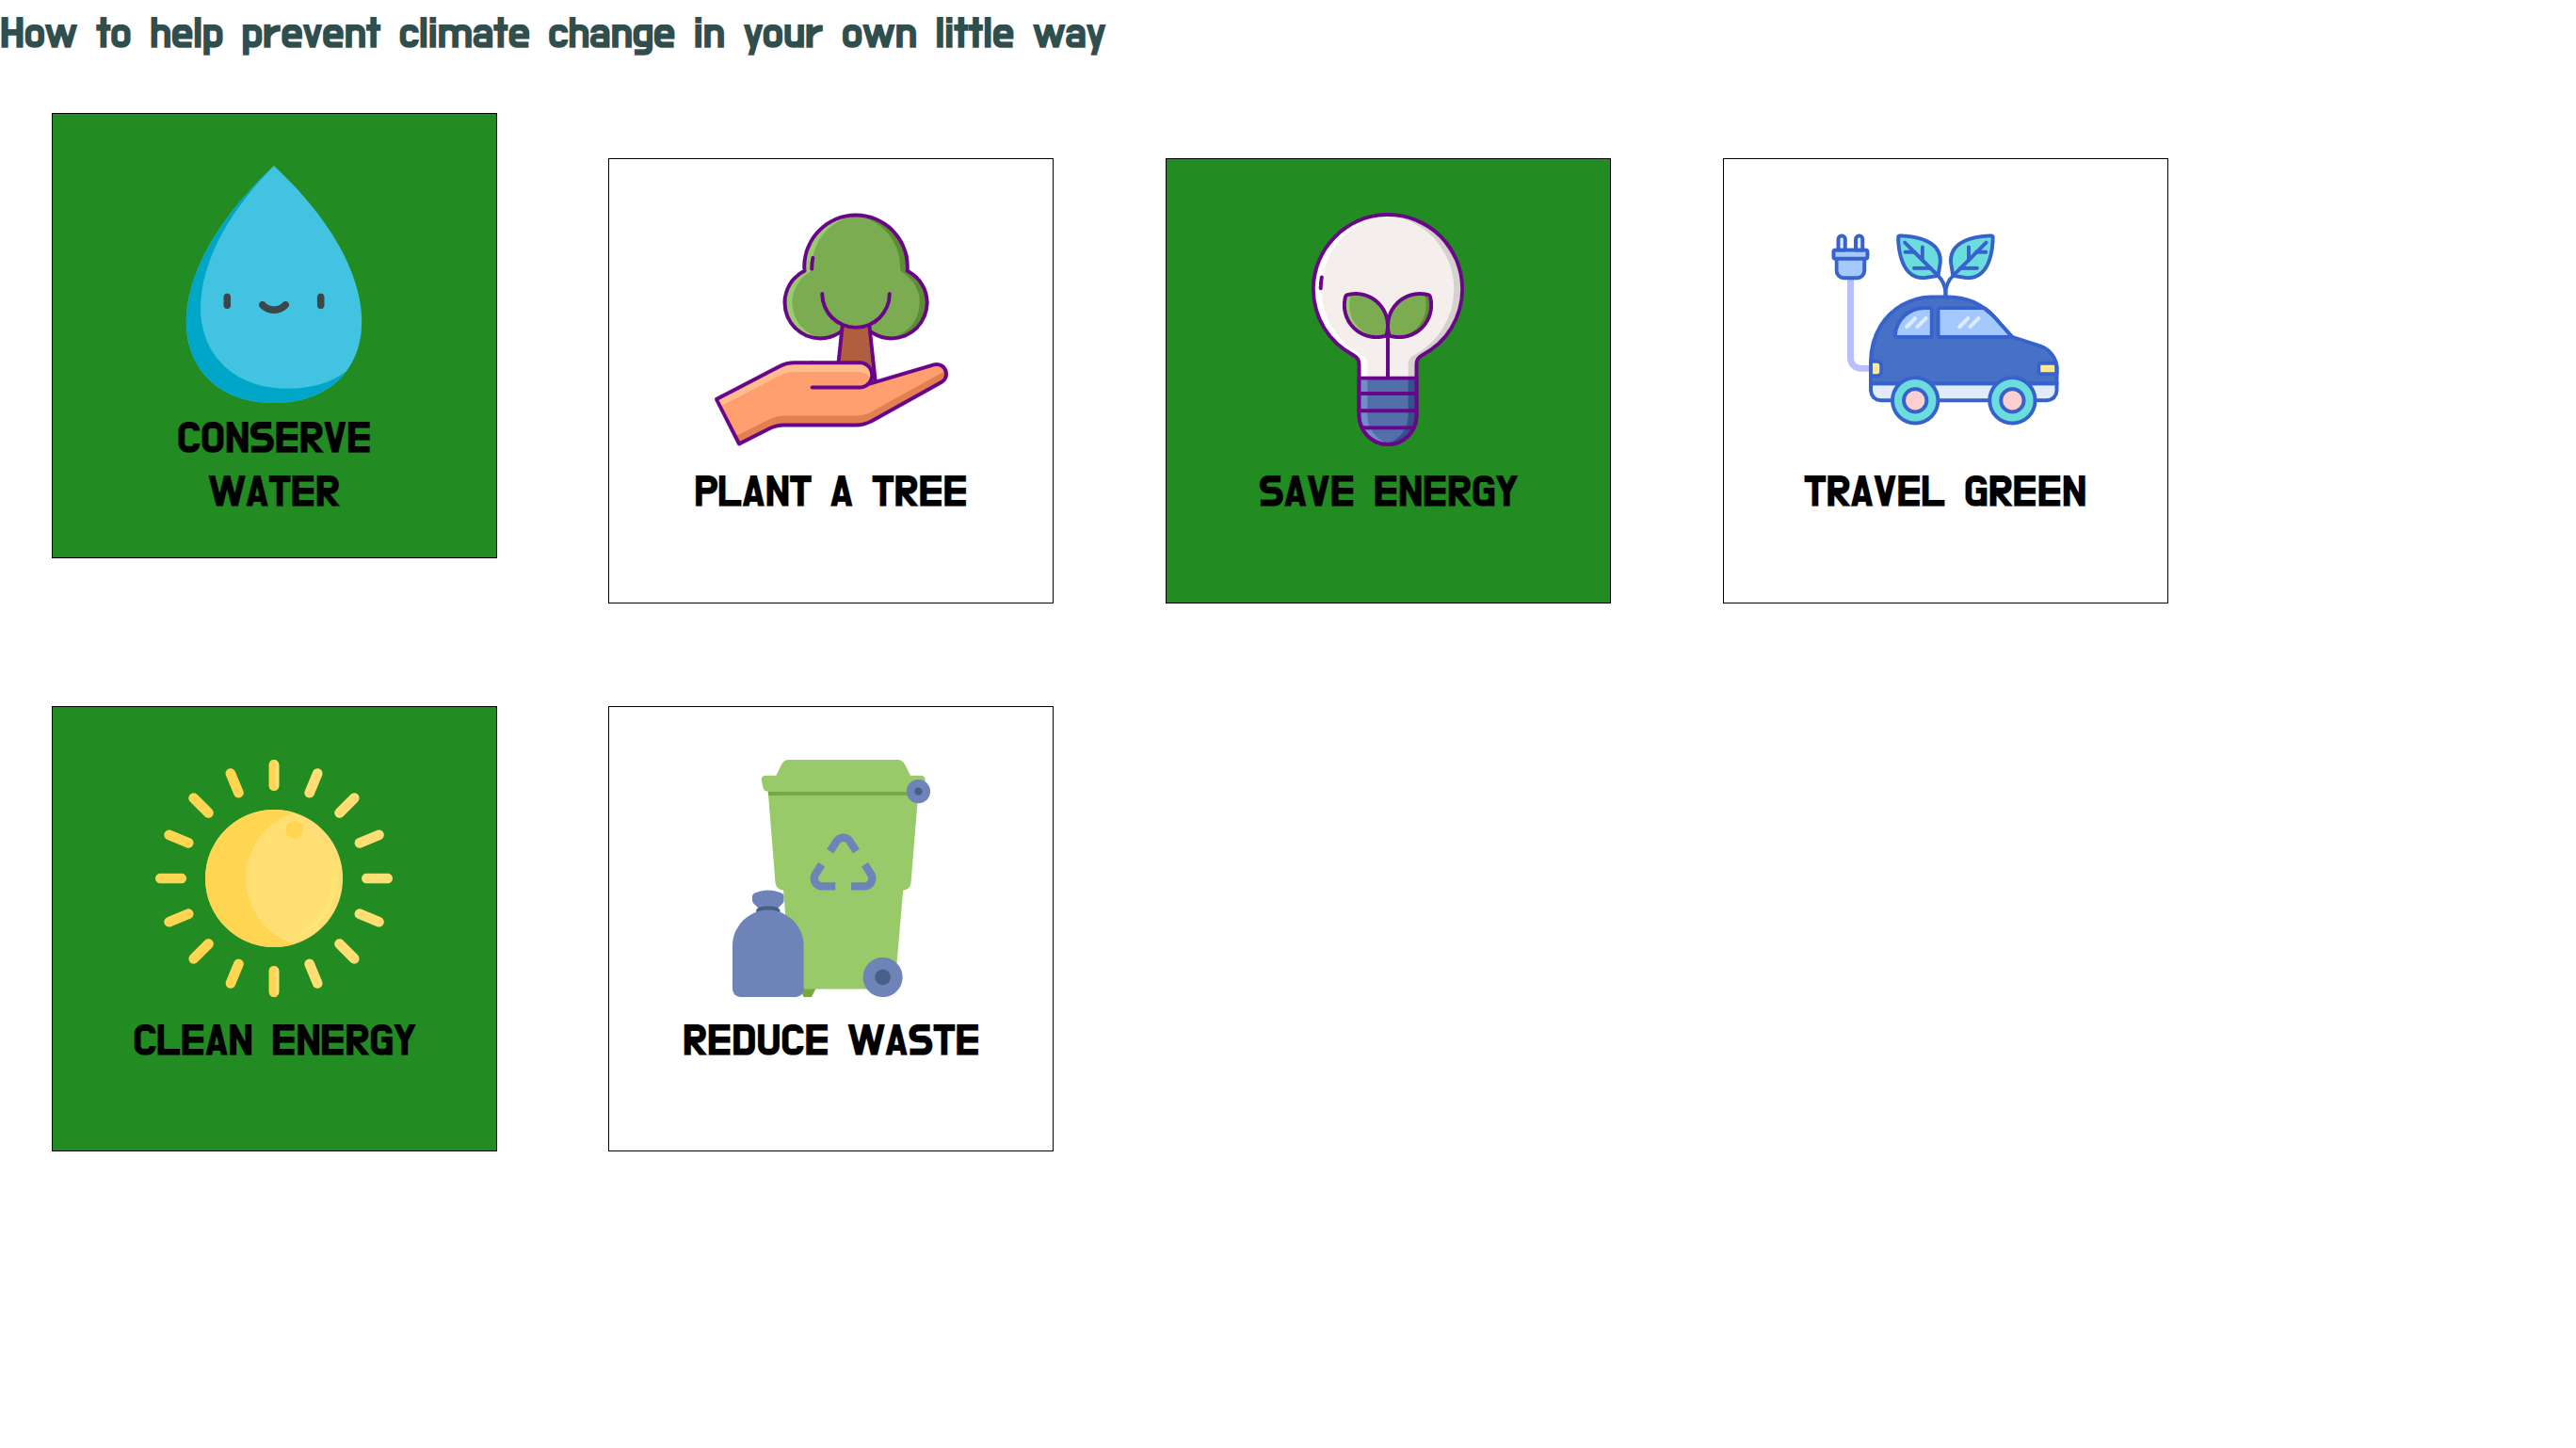 How to help prevent climate change in your own little way
CONSERVE
WATER
PLANT A TREE
SAVE ENERGY
TRAVEL GREEN
CLEAN ENERGY
REDUCE WASTE